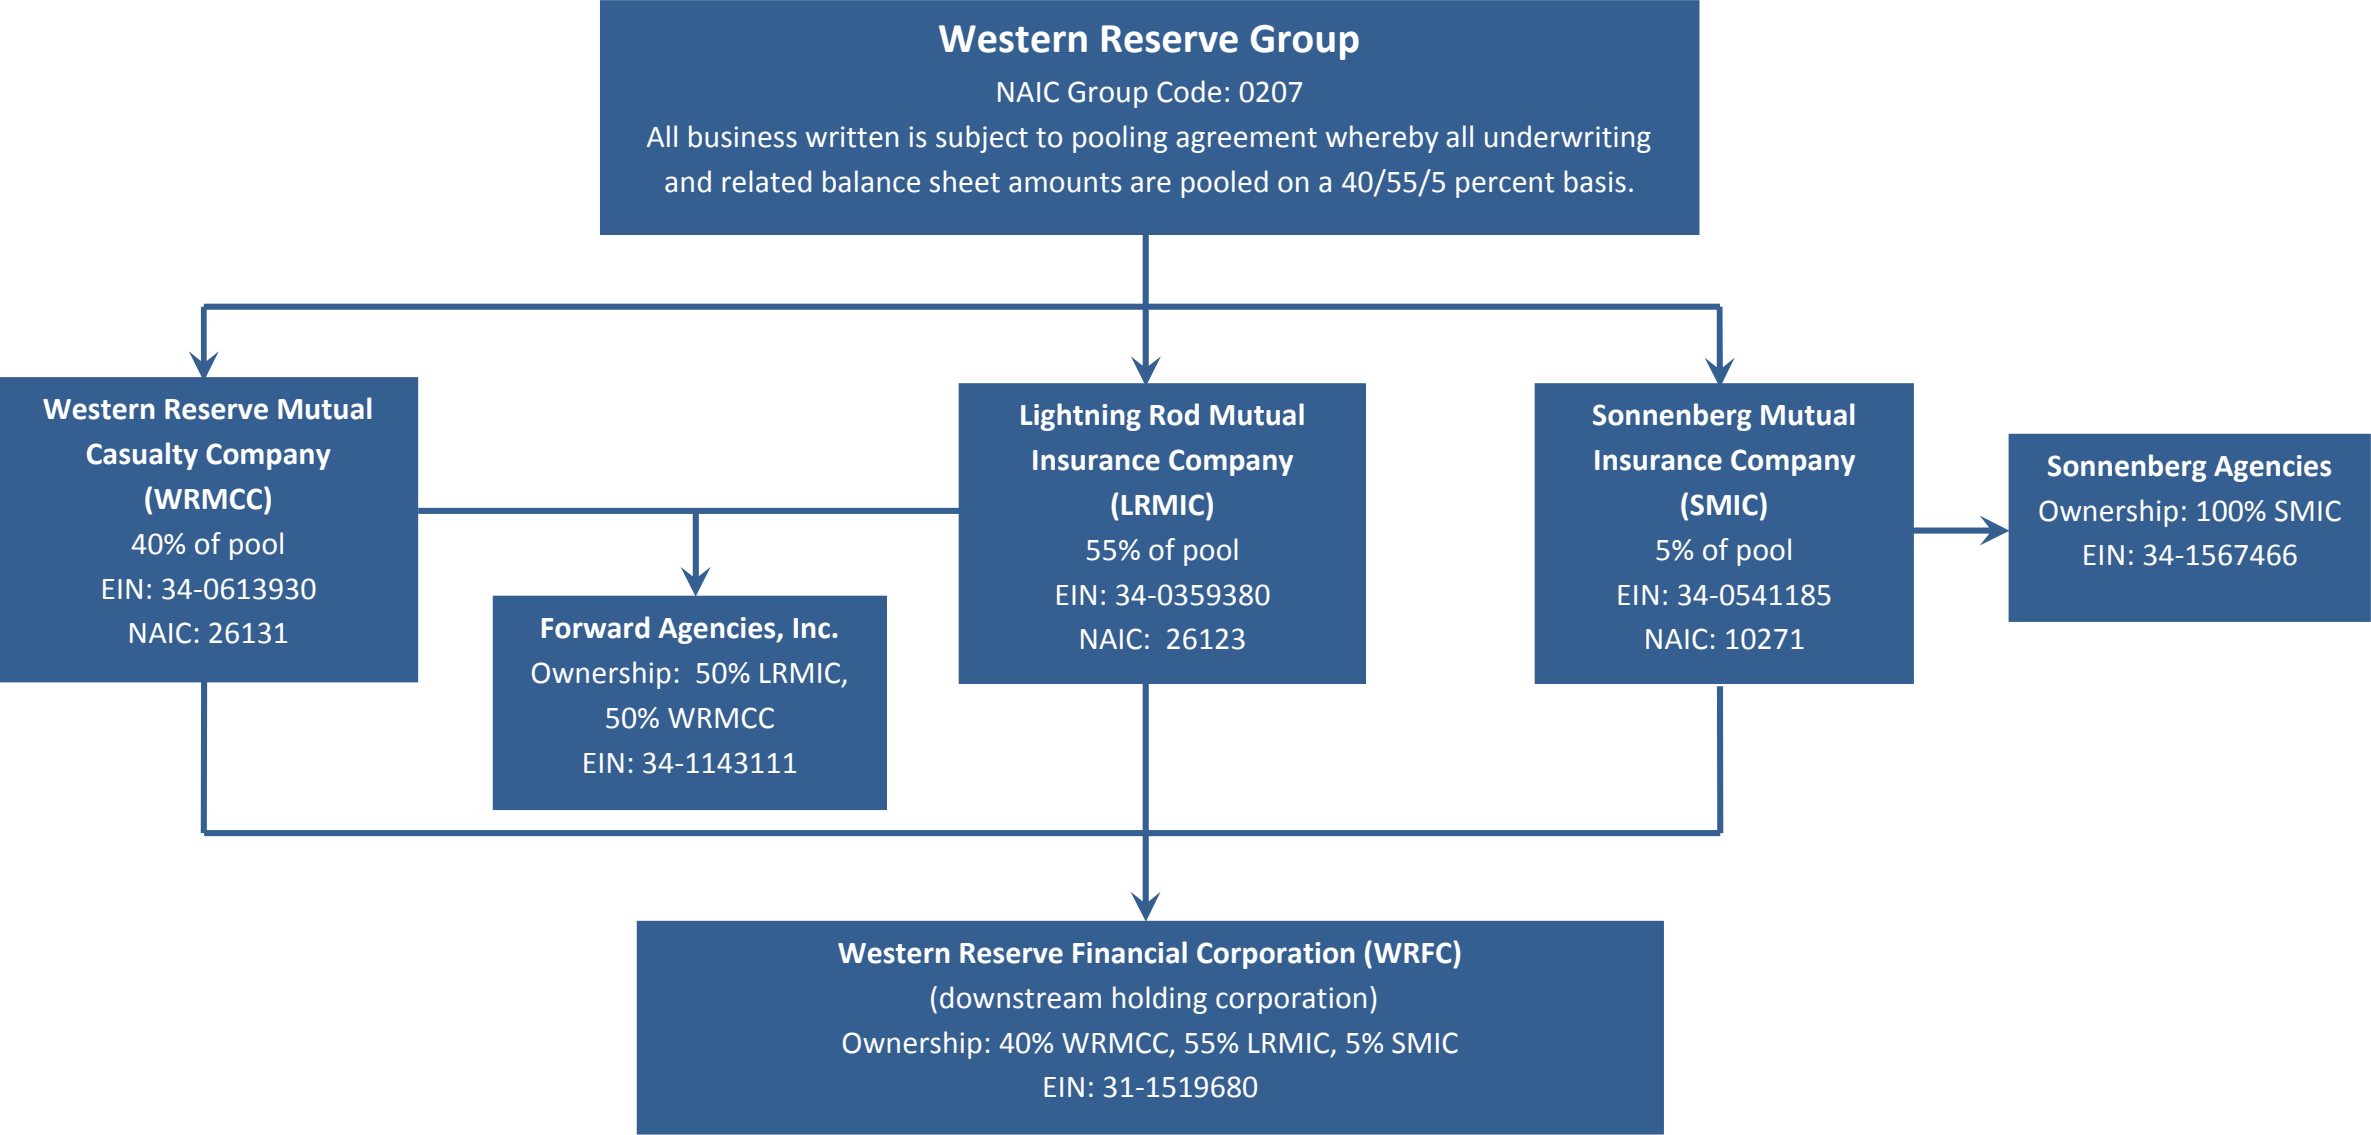 Western Reserve Group
NAIC Group Code: 0207
All business written is subject to pooling agreement whereby all underwriting
and related balance sheet amounts are pooled on a 40/55/5 percent basis.
Western Reserve Mutual
Casualty Company
(WRMCC)
40% of pool
EIN: 34-0613930
NAIC: 26131
Forward Agencies, Inc.
Ownership:  50% LRMIC,
50% WRMCC
EIN: 34-1143111
Lightning Rod Mutual
Insurance Company
(LRMIC)
55% of pool
EIN: 34-0359380
NAIC:  26123
Sonnenberg Mutual
Insurance Company
(SMIC)
5% of pool
EIN: 34-0541185
NAIC: 10271
Sonnenberg Agencies
Ownership: 100% SMIC
EIN: 34-1567466
Western Reserve Financial Corporation (WRFC)
(downstream holding corporation)
Ownership: 40% WRMCC, 55% LRMIC, 5% SMIC
EIN: 31-1519680